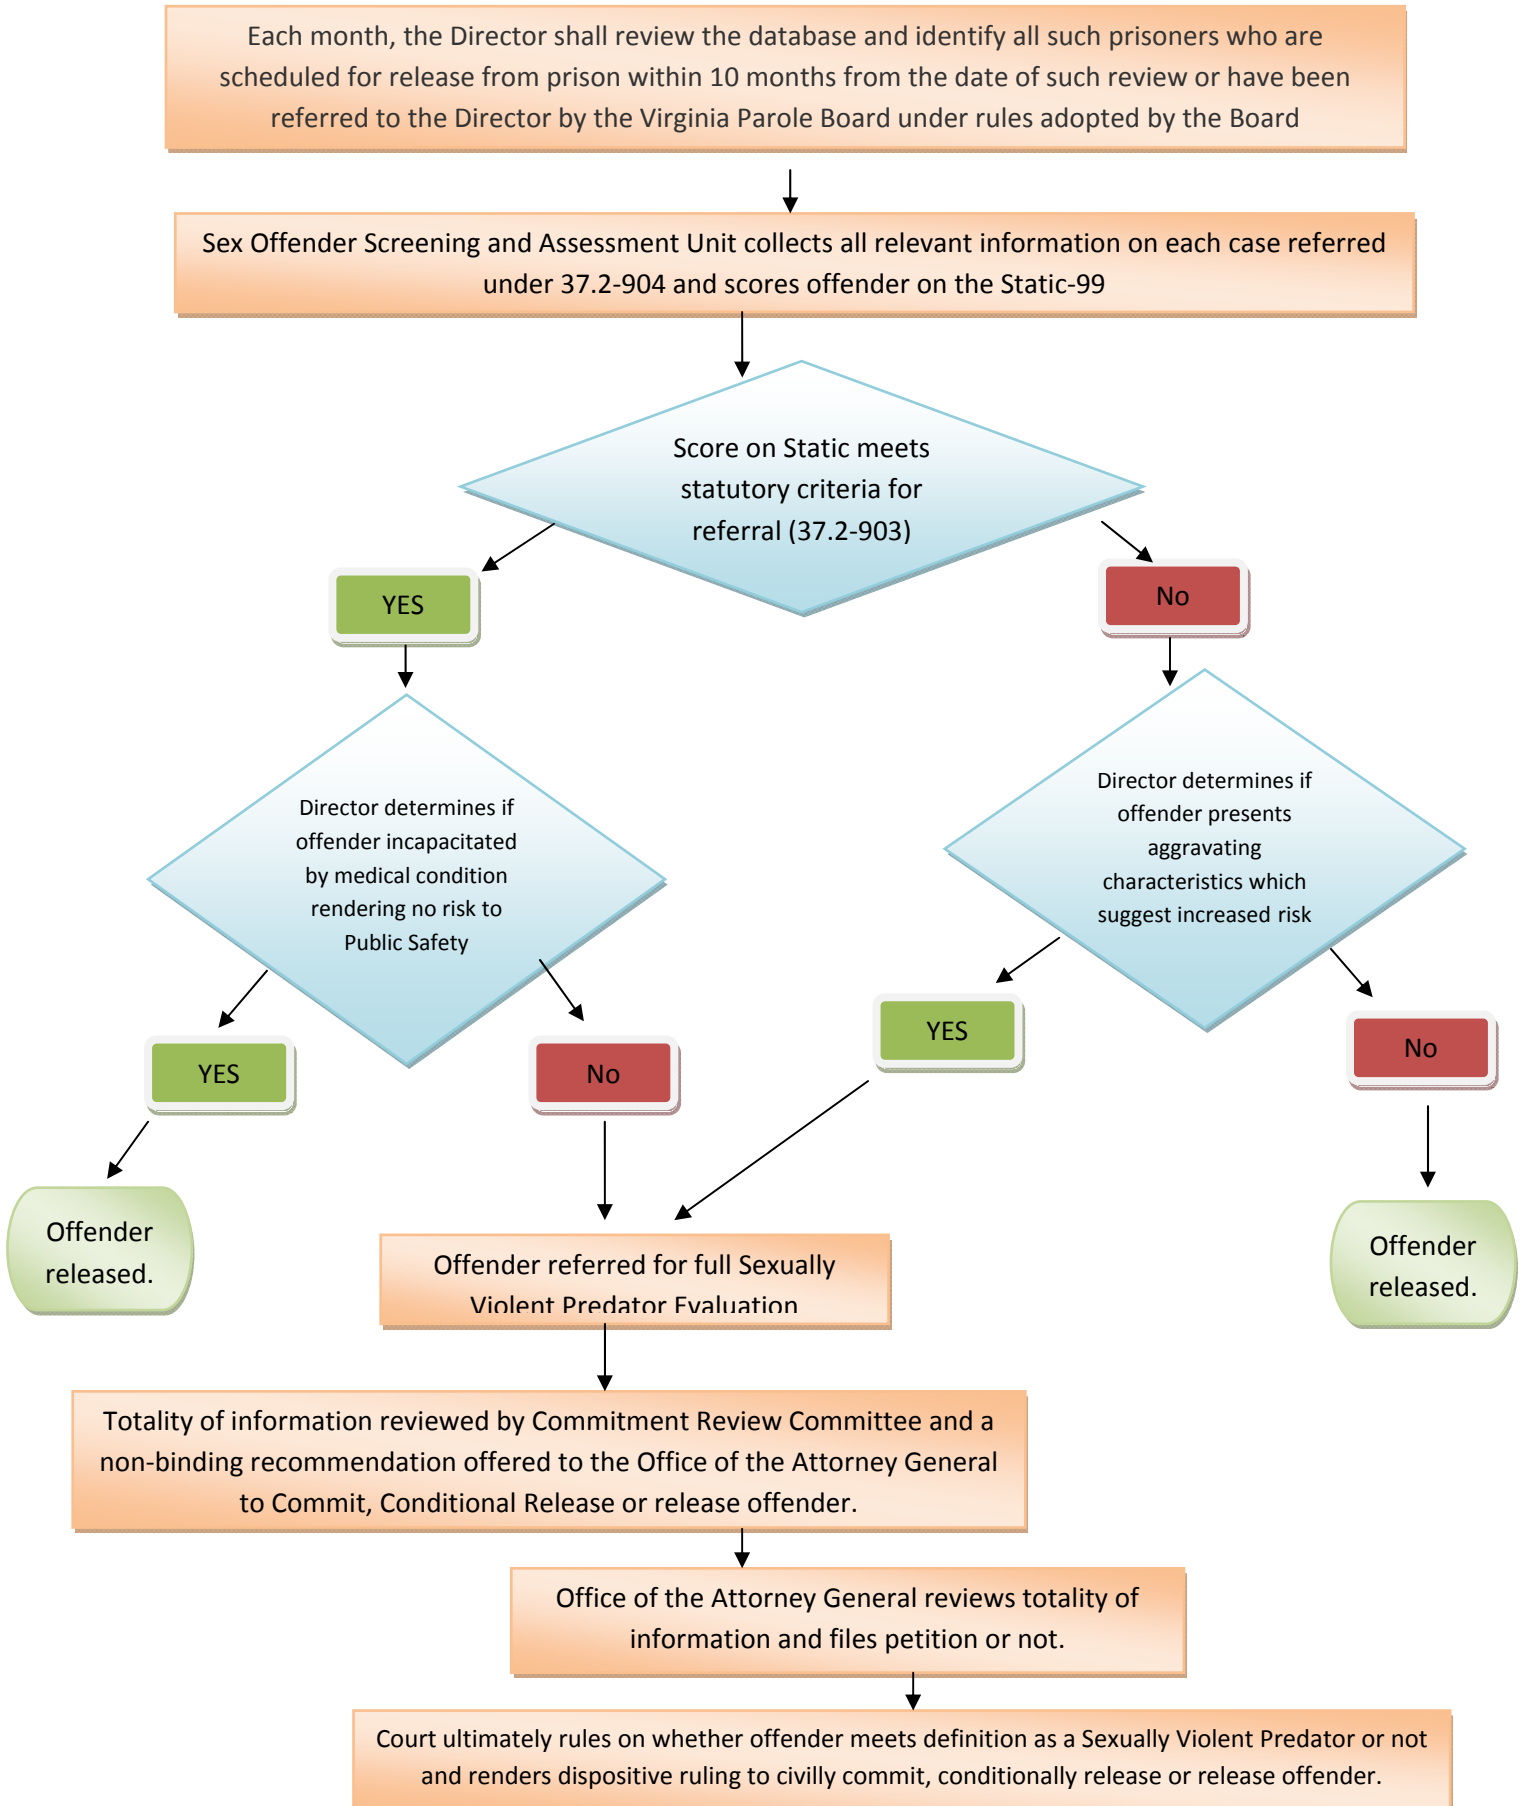 Each month, the Director shall review the database and identify all such prisoners who are
scheduled for release from prison within 10 months from the date of such review or have been
referred to the Director by the Virginia Parole Board under rules adopted by the Board
Sex Offender Screening and Assessment Unit collects all relevant information on each case referred
under 37.2-904 and scores offender on the Static-99
Score on Static meets
statutory criteria for
referral (37.2-903)
YES
No
Director determines if
offender incapacitated
by medical condition
rendering no risk to
Public Safety
Director determines if
offender presents
aggravating
characteristics which
suggest increased risk
YES
No
YES
No
Offender
released.
Offender referred for full Sexually
Violent Predator Evaluation
Offender
released.
Totality of information reviewed by Commitment Review Committee and a
non-binding recommendation offered to the Office of the Attorney General
to Commit, Conditional Release or release offender.
Office of the Attorney General reviews totality of
information and files petition or not.
Court ultimately rules on whether offender meets definition as a Sexually Violent Predator or not
and renders dispositive ruling to civilly commit, conditionally release or release offender.